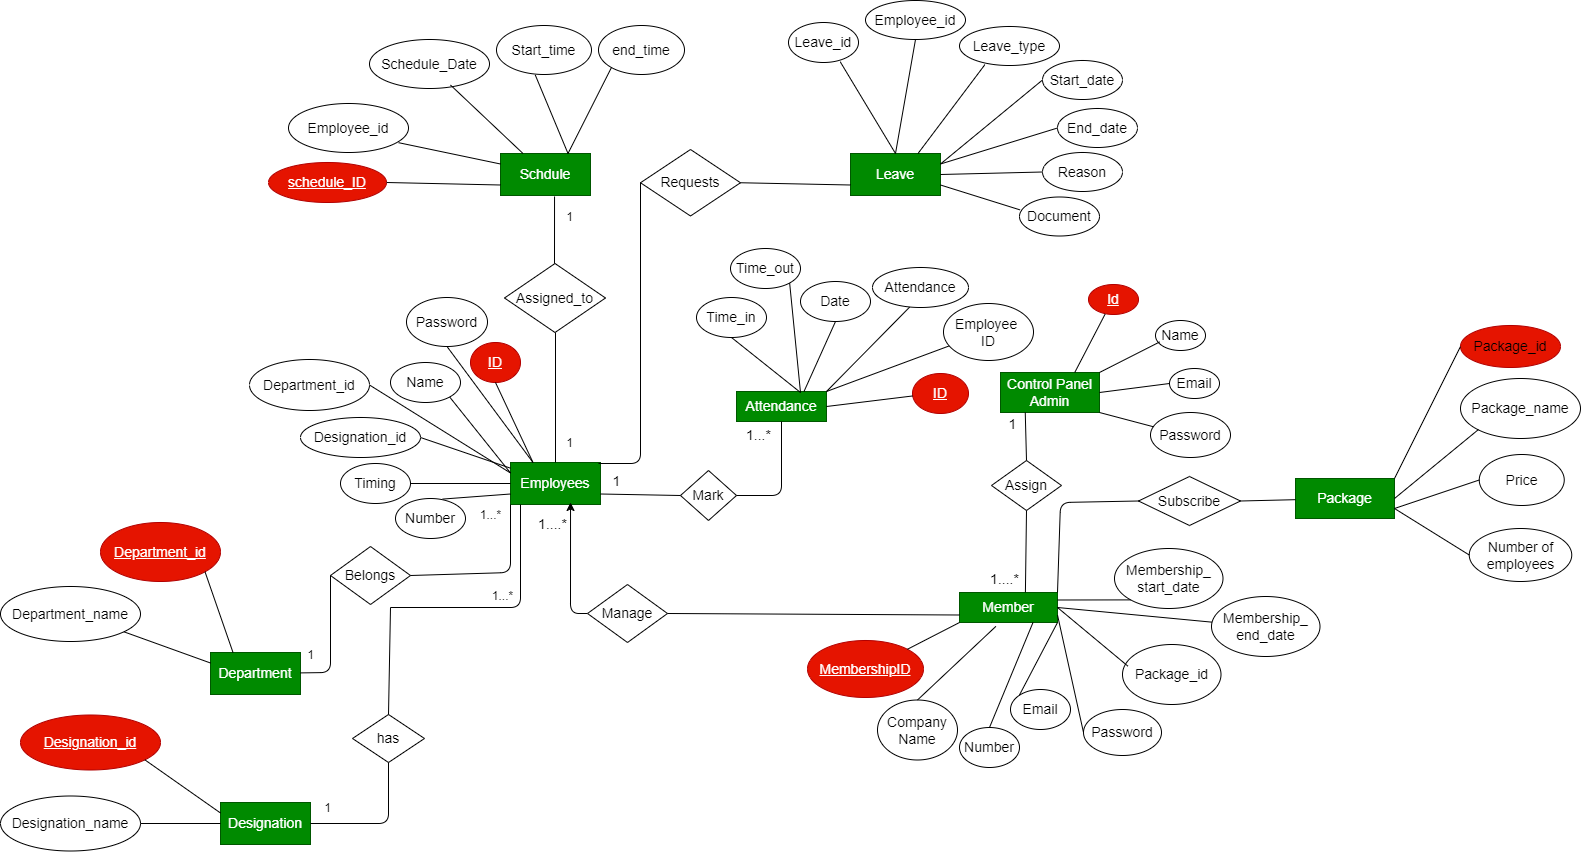 Employee_id
Leave_id
Leave_type
Start_time
end_time
Schedule_Date
Start_date
Employee_id
End_date
Reason
Document
schedule_ID
Schdule
Requests
Leave
1
Assigned_to
Time_out
Time_in
Date
Attendance
Employee
ID
Id
Name
Email
Password
Control Panel
Admin
1
Password
ID
Name
Department_id
Designation_id
Timing
Number
Attendance
ID
1...*
1
Employees
1
1...*
1....*
Mark
Assign
Subscribe
Package
Package_id
Package_name
Price
Number of
employees
Department_id
Department_name
Belongs
1...*
1
Department
Manage
1....*
Member
Membership_
start_date
Membership_
end_date
MembershipID
Package_id
Company
Name
Number
Email
Password
Designation_id
has
1
Designation_name
Designation